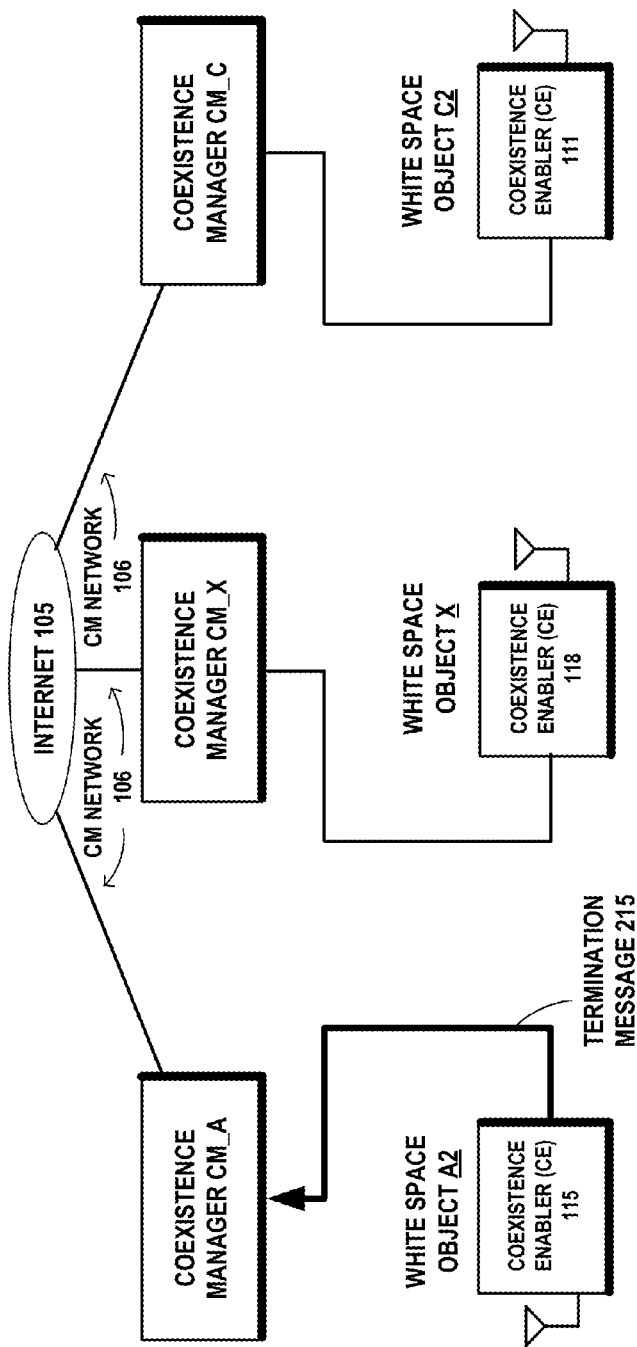 INTERNET 105
CM NETWORK
106
CM NETWORK
106
COEXISTENCE
MANAGER CM_A
COEXISTENCE
MANAGER CM_X
COEXISTENCE
MANAGER CM_C
WHITE SPACE
OBJECT A2
COEXISTENCE
ENABLER (CE)
115
TERMINATION
MESSAGE 215
WHITE SPACE
OBJECT X
COEXISTENCE
ENABLER (CE)
118
WHITE SPACE
OBJECT C2
COEXISTENCE
ENABLER (CE)
111